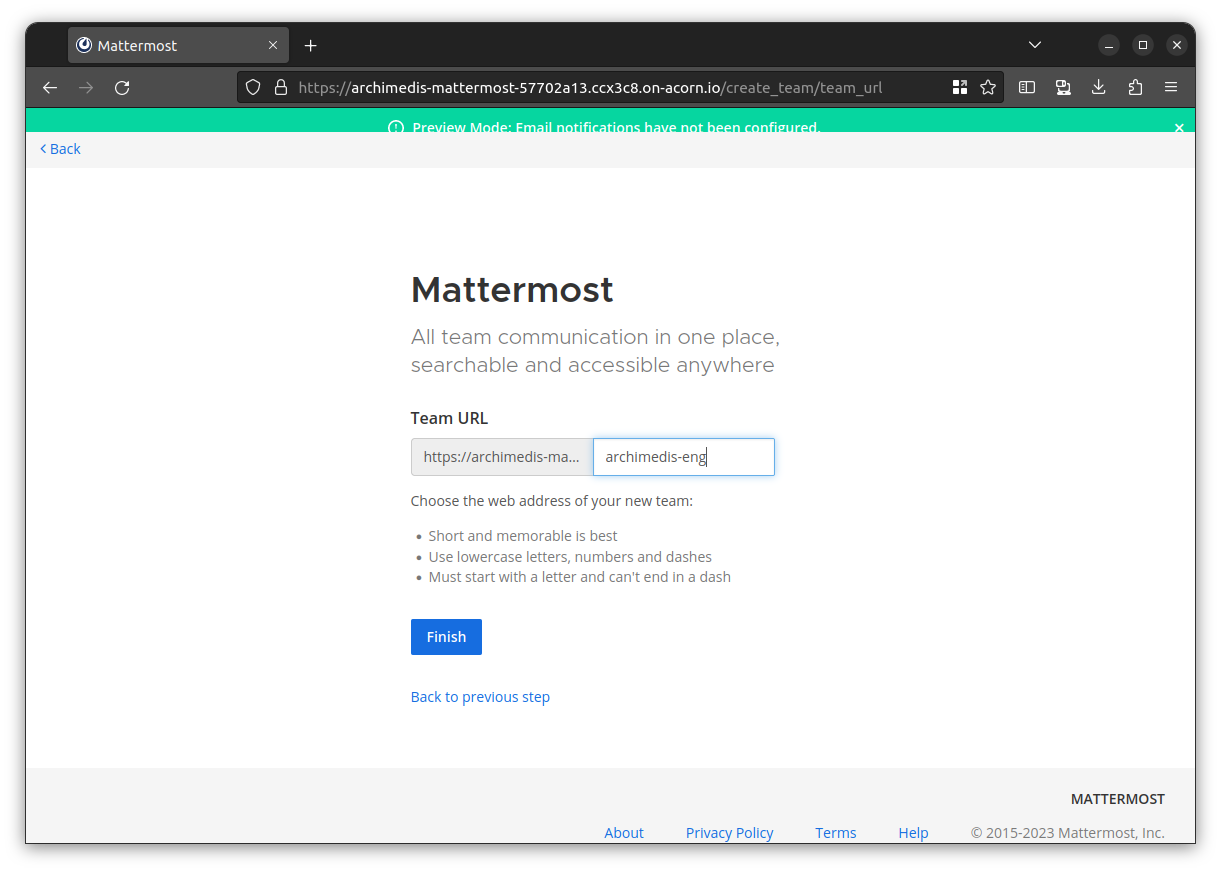 Mattermost
https://archimedis-mattermost-57702a13.ccx3c8.on-acorn.io/create_team/team_url
Preview Mode: Email notifications have not been configured.
Back
Mattermost
All team communication in one place,
searchable and accessible anywhere
Team URL
https://archimedis-ma... archimedis-eng
Choose the web address of your new team:
Short and memorable is best
Use lowercase letters, numbers and dashes
Must start with a letter and can't end in a dash
Finish
Back to previous step
MATTERMOST
About Privacy Policy Terms Help © 2015-2023 Mattermost, Inc.